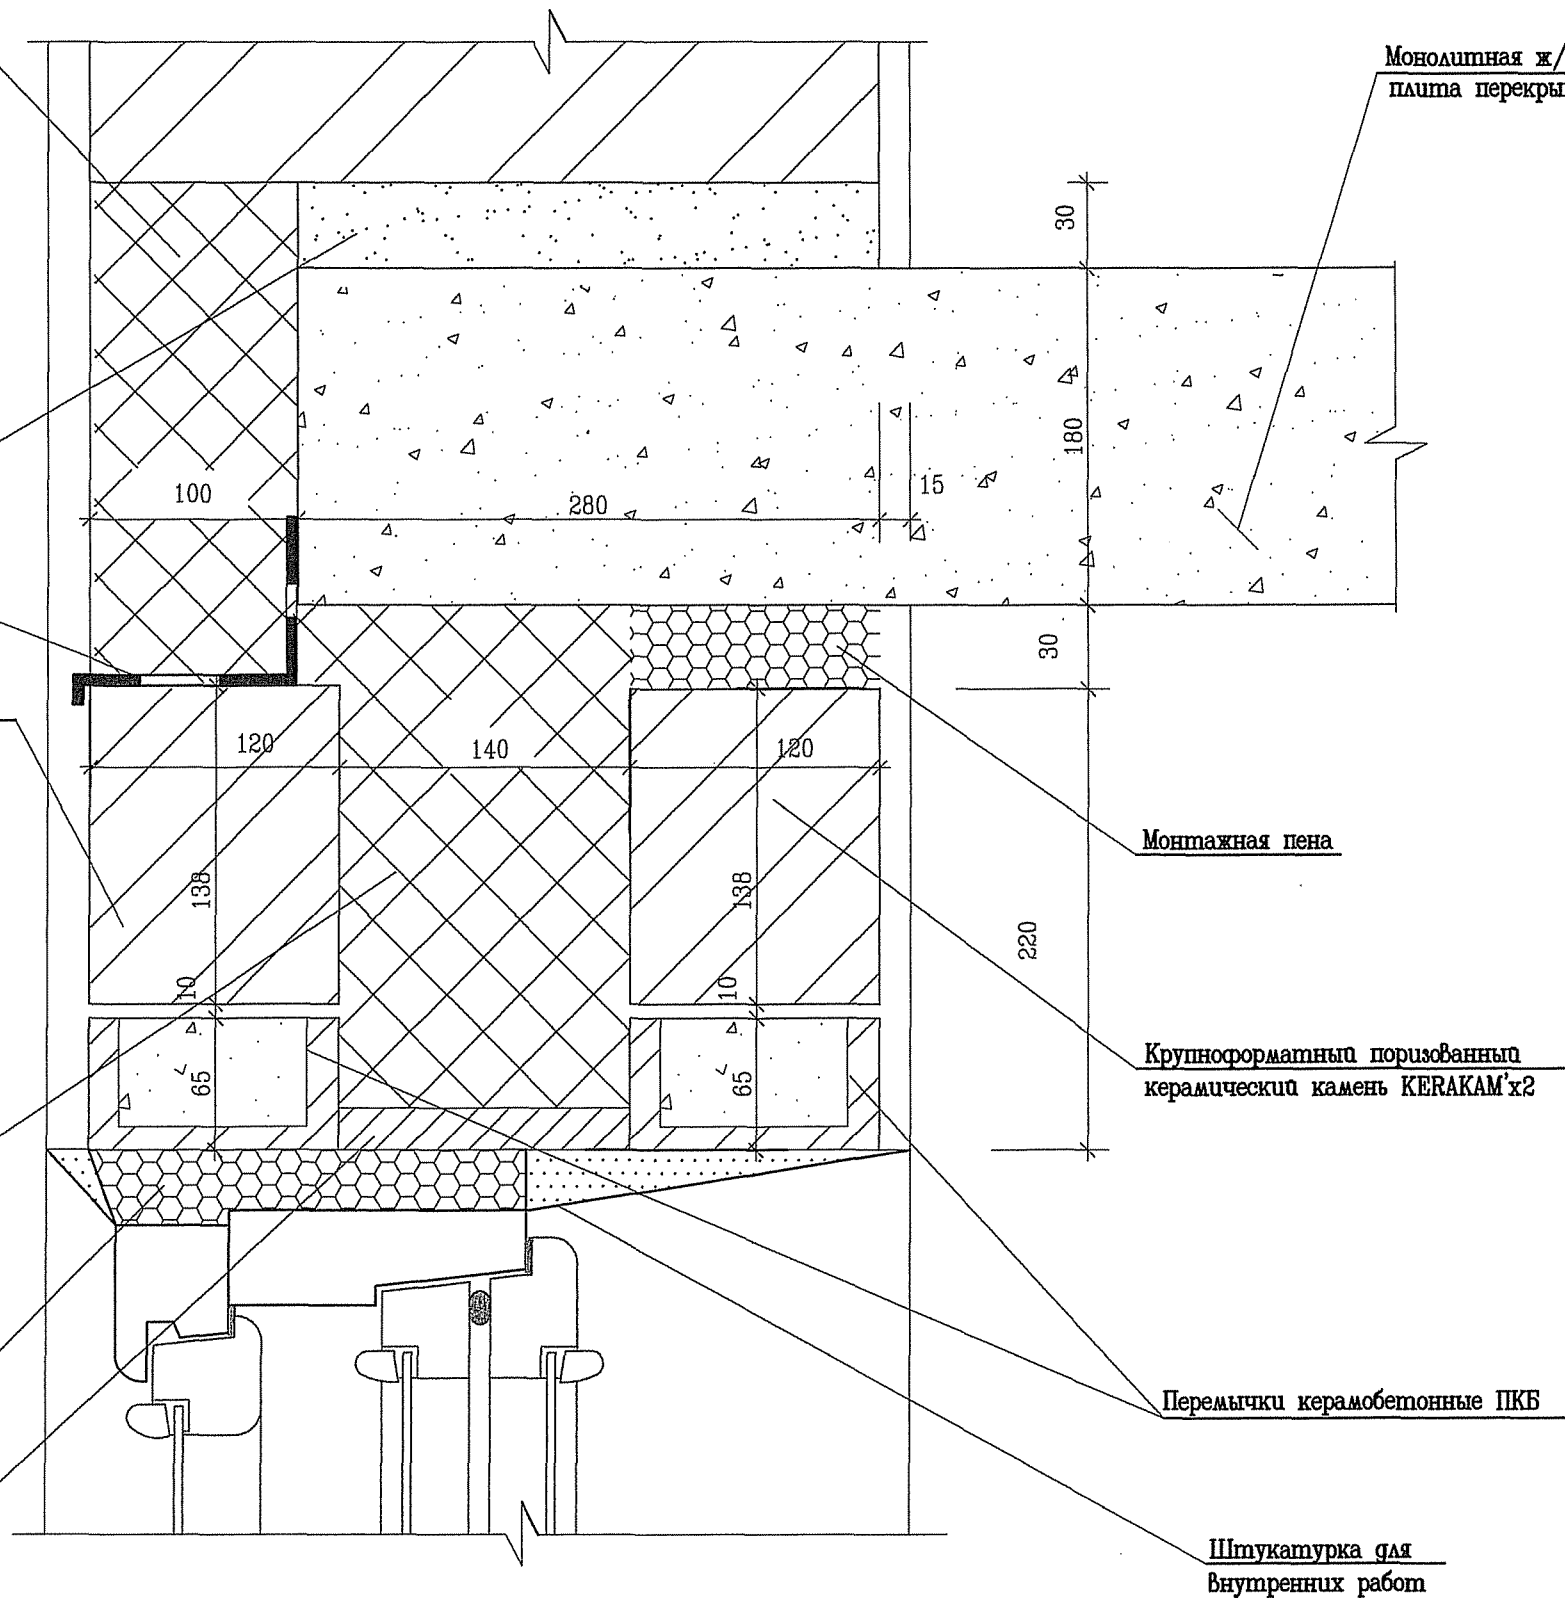 Монолитная ж/
плита перекры
30
180
100
280
15
30
120
140
120
Монтажная пена
138
138
220
10
10
Крупноформатный поризованный
керамический камень KERAKAM'x2
65
65
Перемычки керамобетонные ПКБ
Штукатурка для
внутренних работ